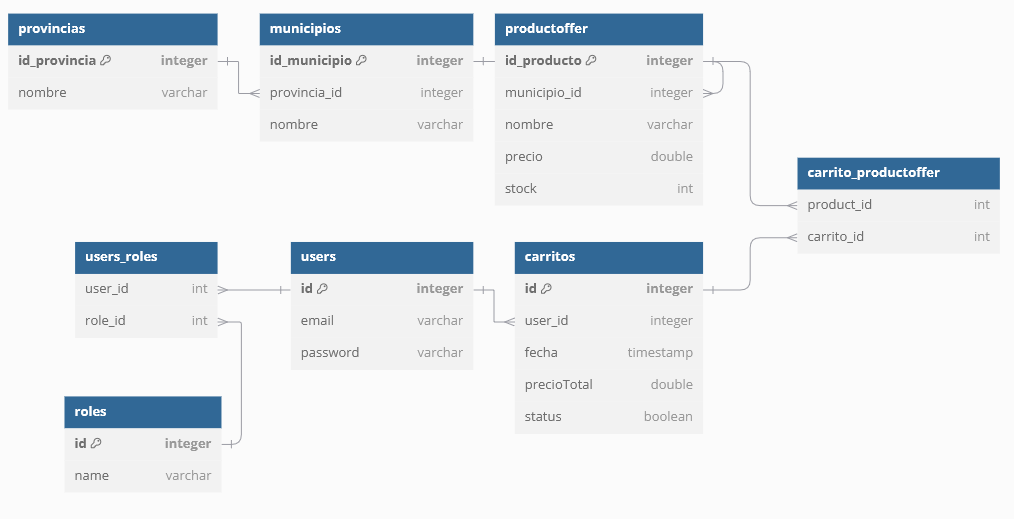 provincias
id_provincia integer
nombre varchar
municipios
id_municipio integer
provincia_id integer
nombre varchar
productoffer
id_producto integer
municipio_id integer
nombre varchar
precio double
stock int
carrito_productoffer
product_id int
carrito_id int
users_roles
user_id int
role_id int
users
id integer
email varchar
password varchar
carritos
id integer
user_id integer
fecha timestamp
precioTotal double
status boolean
roles
id integer
name varchar